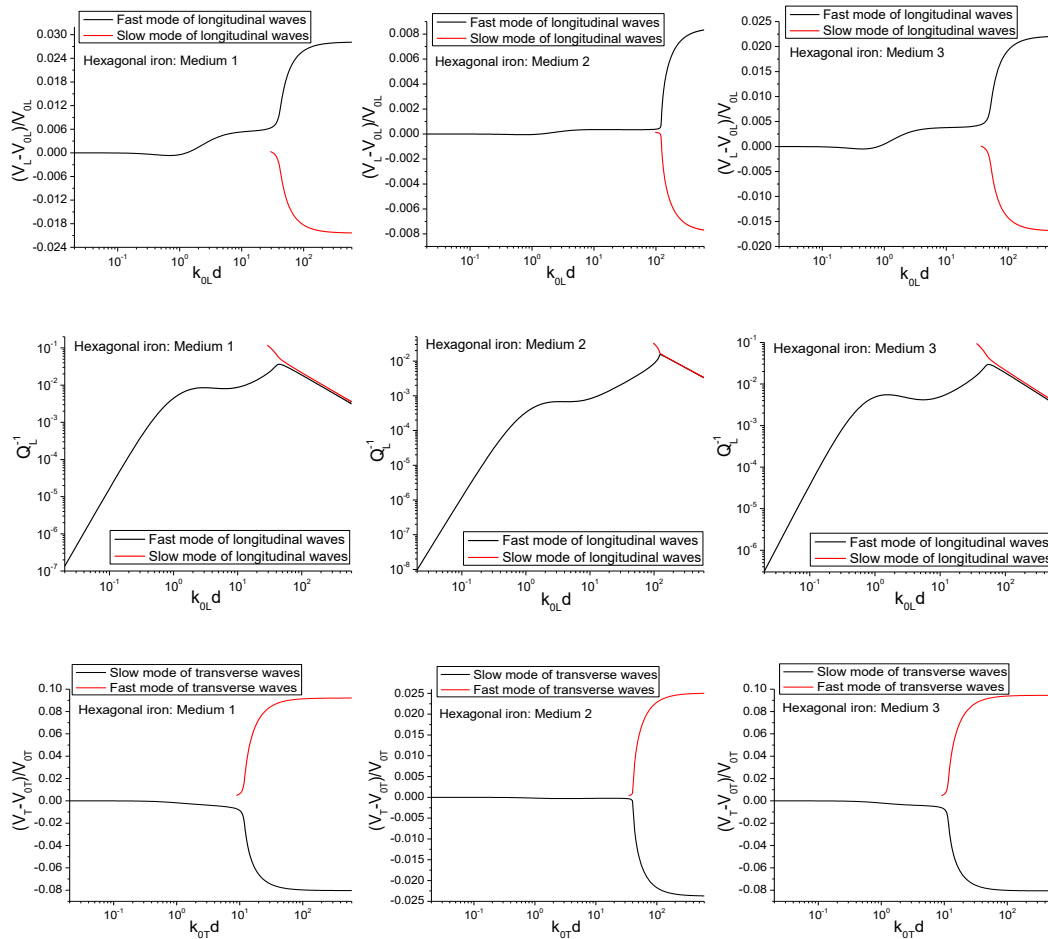 Fast mode of longitudinal waves
Slow mode of longitudinal waves
Hexagonal iron: Medium 1
0.030
0.024
0.018
0.012
0.006
0.000
-0.006
-0.012
-0.018
-0.024
(V_L-V_0L)/V_0L
10^-1 10^0 10^1 10^2
k_0L d
Fast mode of longitudinal waves
Slow mode of longitudinal waves
Hexagonal iron: Medium 2
0.008
0.006
0.004
0.002
0.000
-0.002
-0.004
-0.006
-0.008
(V_L-V_0L)/V_0L
10^-1 10^0 10^1 10^2
k_0L d
Fast mode of longitudinal waves
Slow mode of longitudinal waves
Hexagonal iron: Medium 3
0.025
0.020
0.015
0.010
0.005
0.000
-0.005
-0.010
-0.015
-0.020
(V_L-V_0L)/V_0L
10^-1 10^0 10^1 10^2
k_0L d
Hexagonal iron: Medium 1
10^-1
10^-2
10^-3
10^-4
10^-5
10^-6
10^-7
Q_L^-1
Fast mode of longitudinal waves
Slow mode of longitudinal waves
10^-1 10^0 10^1 10^2
k_0L d
Hexagonal iron: Medium 2
10^-2
10^-3
10^-4
10^-5
10^-6
10^-7
10^-8
Q_L^-1
Fast mode of longitudinal waves
Slow mode of longitudinal waves
10^-1 10^0 10^1 10^2
k_0L d
Hexagonal iron: Medium 3
10^-1
10^-2
10^-3
10^-4
10^-5
10^-6
Q_L^-1
Fast mode of longitudinal waves
Slow mode of longitudinal waves
10^-1 10^0 10^1 10^2
k_0L d
Slow mode of transverse waves
Fast mode of transverse waves
Hexagonal iron: Medium 1
0.10
0.08
0.06
0.04
0.02
0.00
-0.02
-0.04
-0.06
-0.08
(V_T-V_0T)/V_0T
10^-1 10^0 10^1 10^2
k_0T d
Slow mode of transverse waves
Fast mode of transverse waves
Hexagonal iron: Medium 2
0.025
0.020
0.015
0.010
0.005
0.000
-0.005
-0.010
-0.015
-0.020
-0.025
(V_T-V_0T)/V_0T
10^-1 10^0 10^1 10^2
k_0T d
Slow mode of transverse waves
Fast mode of transverse waves
Hexagonal iron: Medium 3
0.10
0.08
0.06
0.04
0.02
0.00
-0.02
-0.04
-0.06
-0.08
(V_T-V_0T)/V_0T
10^-1 10^0 10^1 10^2
k_0T d